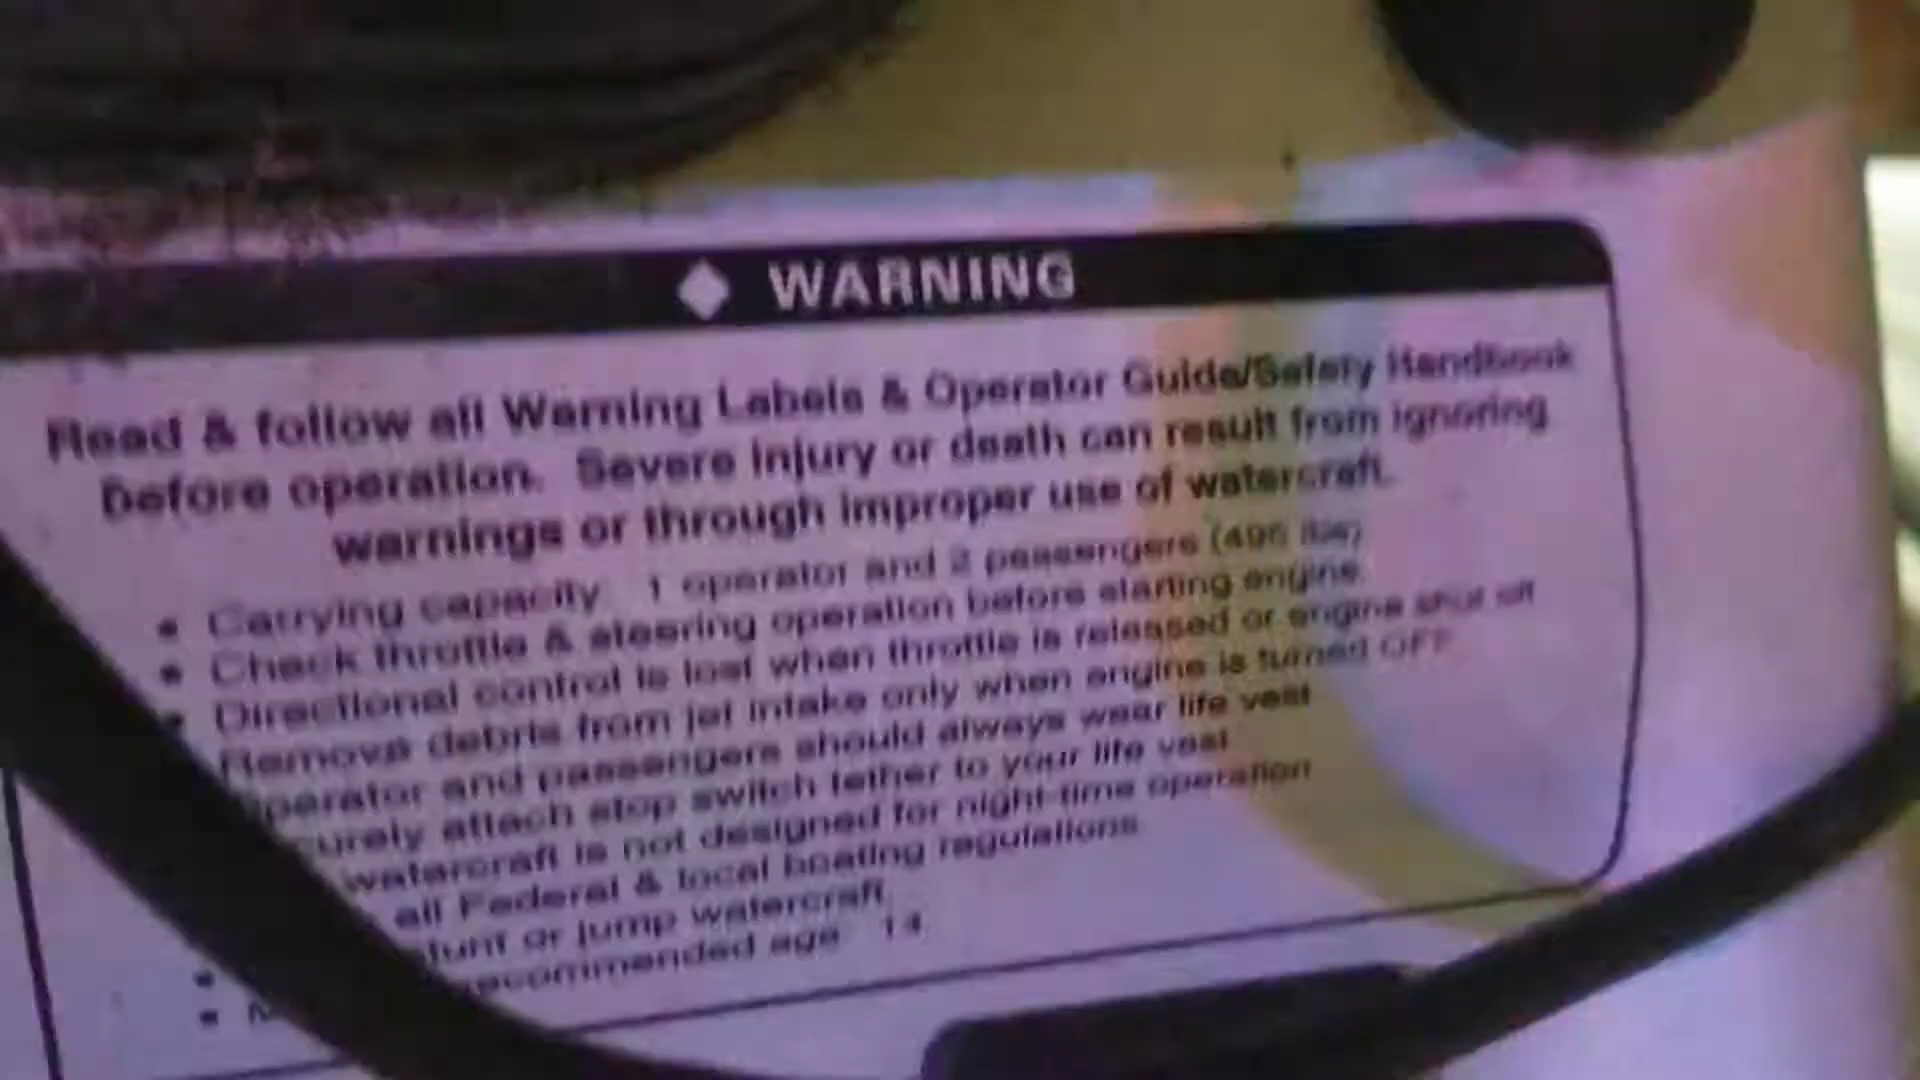 WARNING
Read & follow all Warning Labels & Operator Guide/Safety Handbook
before operation. Severe injury or death can result from ignoring
warnings or through improper use of watercraft.
• Carrying capacity: 1 operator and 2 passengers (495 lbs)
• Check throttle & steering operation before starting engine.
• Directional control is lost when throttle is released or engine shut off
Remove debris from jet intake only when engine is turned OFF
perator and passengers should always wear life vest
curely attach stop switch tether to your life vest
watercraft is not designed for night-time operation
all Federal & local boating regulations
stunt or jump watercraft
• M recommended age 14